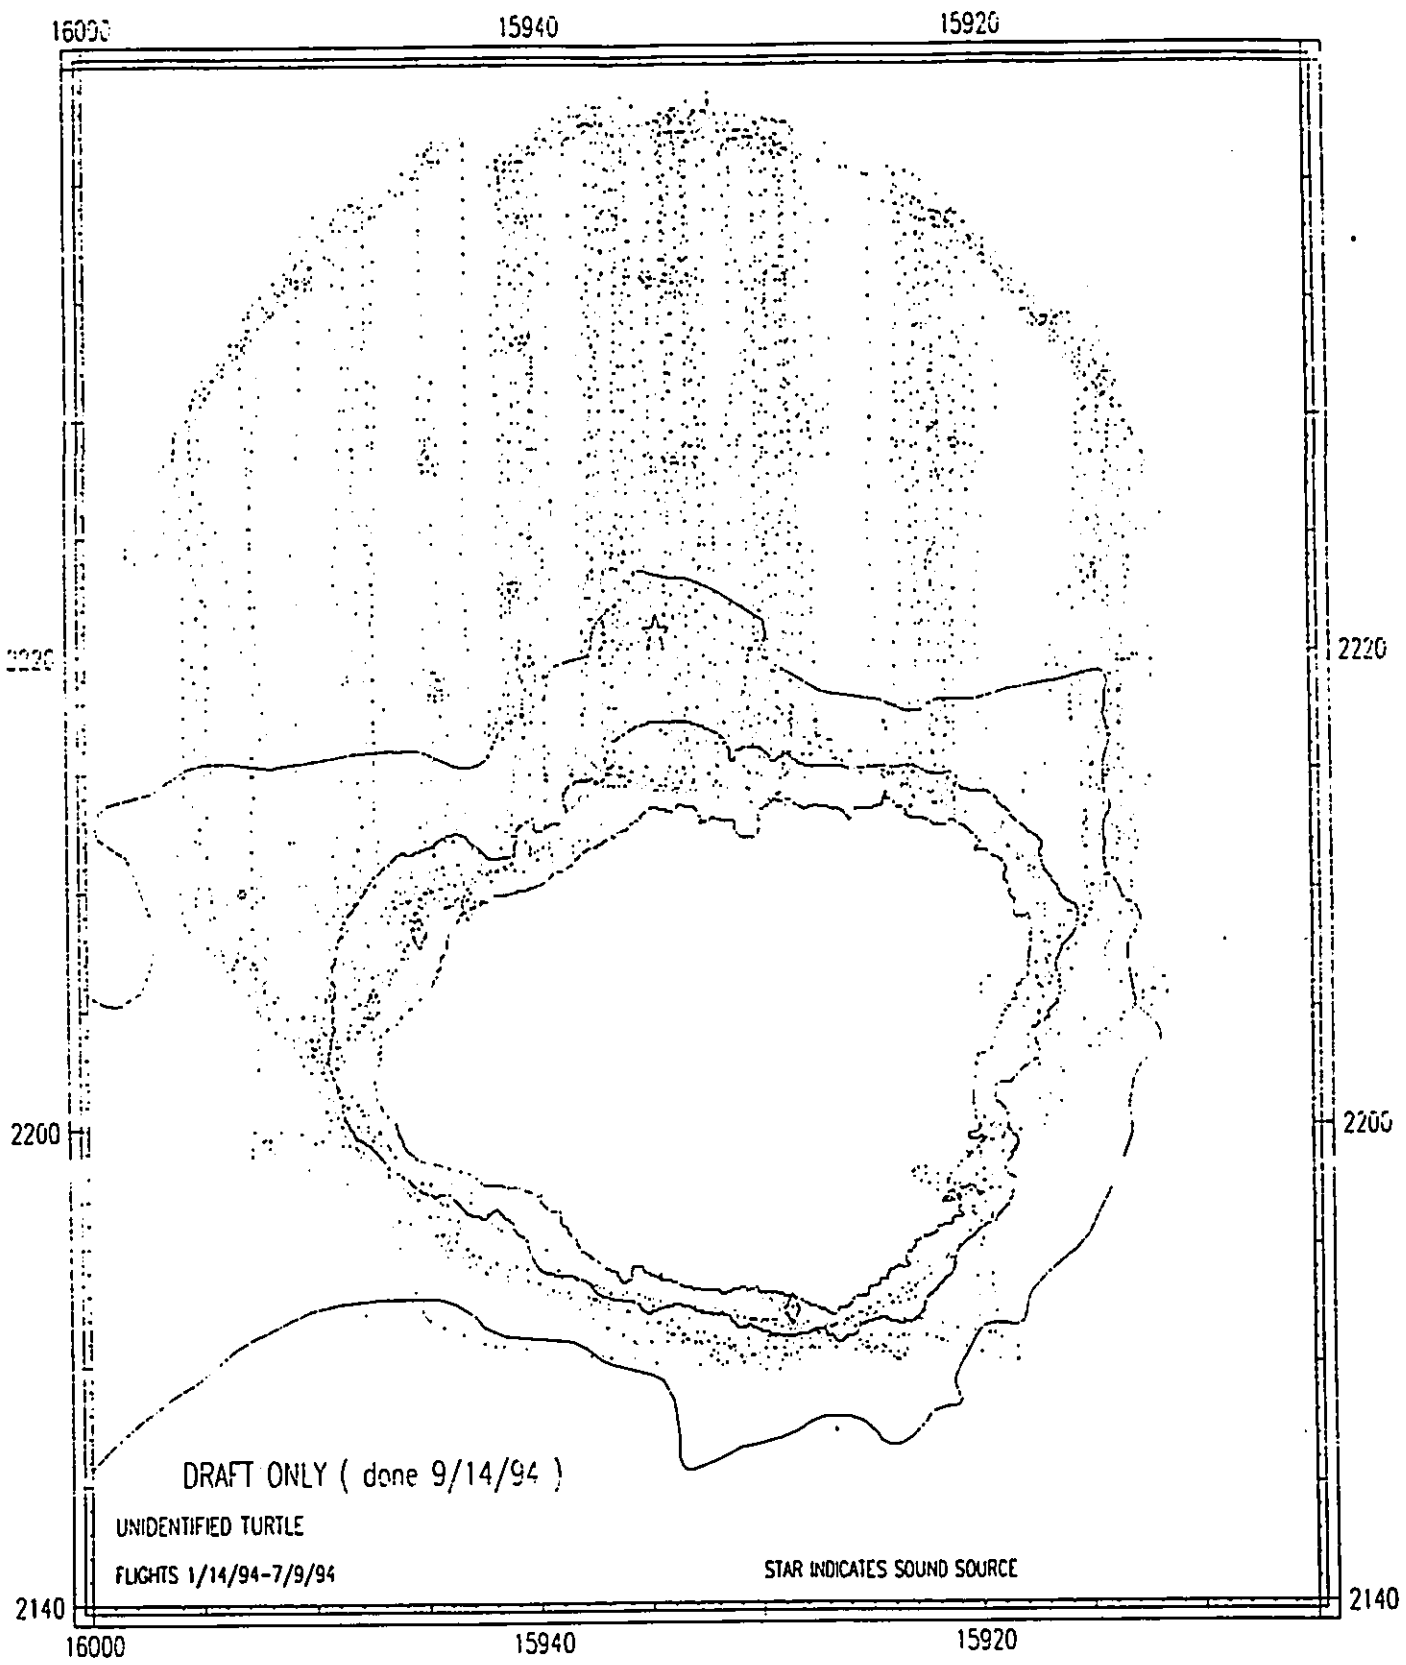 16000 15940 15920
2220 2220
2200 2200
DRAFT ONLY ( done 9/14/94 )
UNIDENTIFIED TURTLE
FLIGHTS 1/14/94-7/9/94 STAR INDICATES SOUND SOURCE
2140 2140
16000 15940 15920